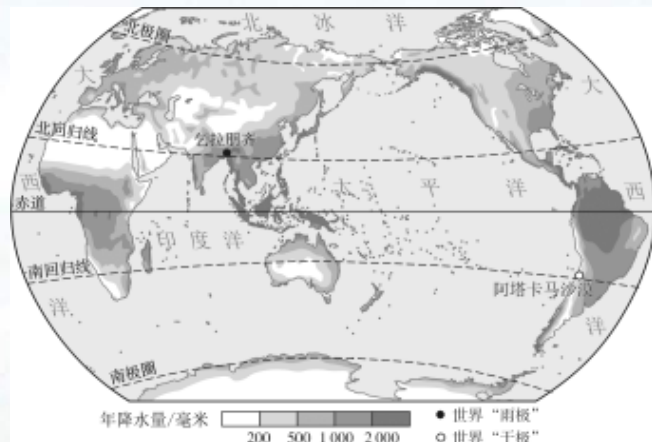 北冰洋
北极圈
大
大
北回归线
乞拉朋齐
西
太平洋
西
赤道
印度洋
南回归线
阿塔卡马沙漠
洋
洋
南极圈
年降水量/毫米
200 500 1 000 2 000
● 世界“雨极”
○ 世界“干极”